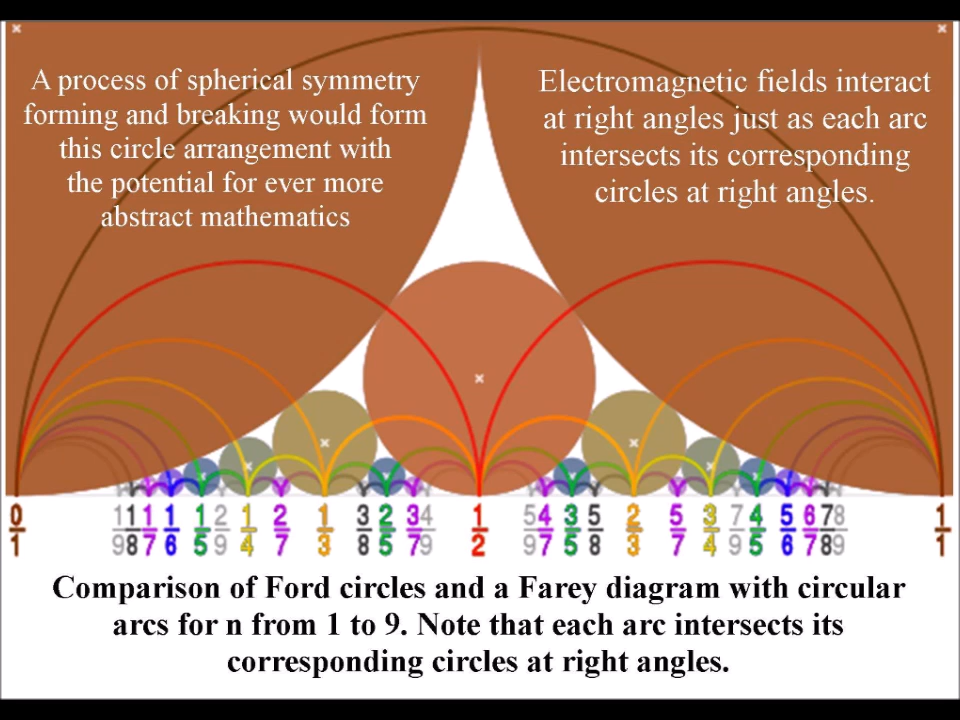 A process of spherical symmetry
forming and breaking would form
this circle arrangement with
the potential for ever more
abstract mathematics
Electromagnetic fields interact
at right angles just as each arc
intersects its corresponding
circles at right angles.
0/1 1/9 1/8 1/7 1/6 1/5 2/9 1/4 2/7 1/3 3/8 2/5 3/7 4/9 1/2 5/9 4/7 3/5 5/8 2/3 5/7 3/4 7/9 4/5 5/6 6/7 7/8 8/9 1/1
Comparison of Ford circles and a Farey diagram with circular
arcs for n from 1 to 9. Note that each arc intersects its
corresponding circles at right angles.